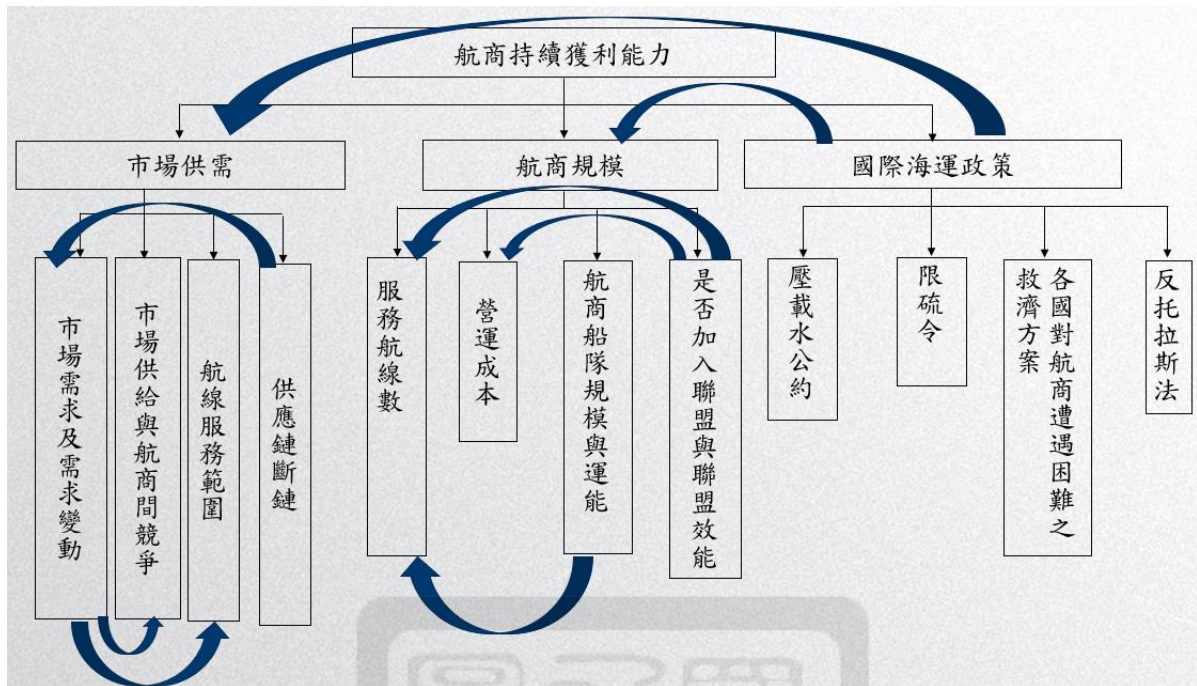 航商持續獲利能力
市場供需
航商規模
國際海運政策
市場需求及需求變動
市場供給與航商間競爭
航線服務範圍
供應鏈斷鏈
服務航線數
營運成本
航商船隊規模與運能
是否加入聯盟與聯盟效能
壓載水公約
限硫令
各國對航商遭遇困難之
救濟方案
反托拉斯法